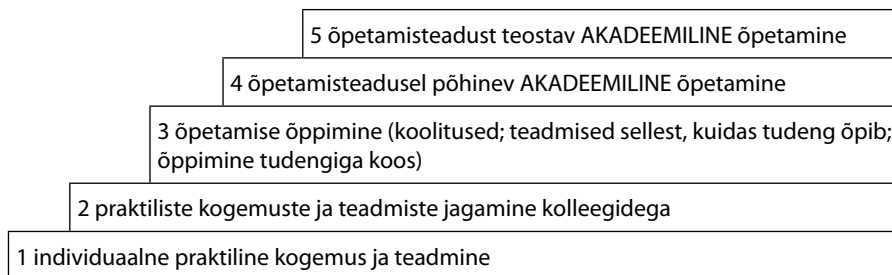 5 õpetamisteadust teostav AKADEEMILINE õpetamine
4 õpetamisteadusel põhinev AKADEEMILINE õpetamine
3 õpetamise õppimine (koolitused; teadmised sellest, kuidas tudeng õpib;
õppimine tudengiga koos)
2 praktiliste kogemuste ja teadmiste jagamine kolleegidega
1 individuaalne praktiline kogemus ja teadmine